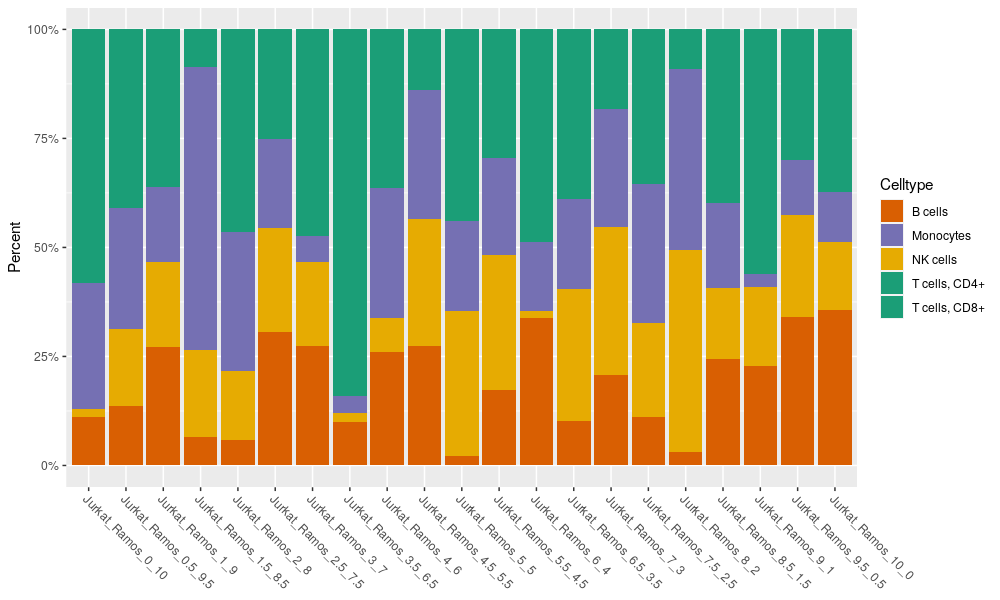 100%
75%
50%
25%
0%
Percent
Jurkat_Ramos_0_10
Jurkat_Ramos_0.5_9.5
Jurkat_Ramos_1_9
Jurkat_Ramos_1.5_8.5
Jurkat_Ramos_2_8
Jurkat_Ramos_2.5_7.5
Jurkat_Ramos_3_7
Jurkat_Ramos_3.5_6.5
Jurkat_Ramos_4_6
Jurkat_Ramos_4.5_5.5
Jurkat_Ramos_5_5
Jurkat_Ramos_5.5_4.5
Jurkat_Ramos_6_4
Jurkat_Ramos_6.5_3.5
Jurkat_Ramos_7_3
Jurkat_Ramos_7.5_2.5
Jurkat_Ramos_8_2
Jurkat_Ramos_8.5_1.5
Jurkat_Ramos_9_1
Jurkat_Ramos_9.5_0.5
Jurkat_Ramos_10_0
Celltype
B cells
Monocytes
NK cells
T cells, CD4+
T cells, CD8+